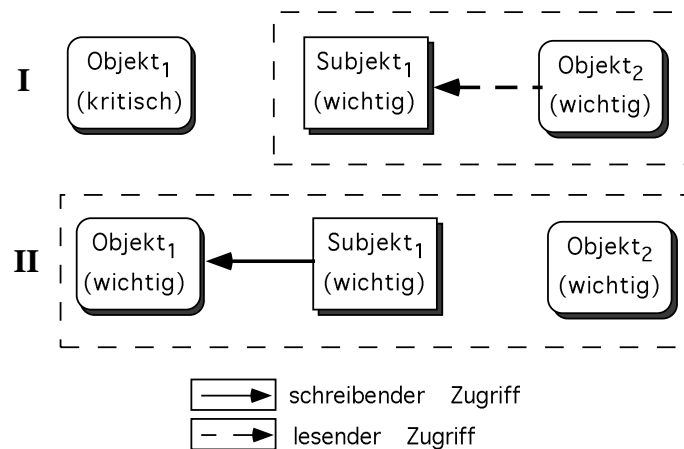 I
Objekt₁
(kritisch)
Subjekt₁
(wichtig)
Objekt₂
(wichtig)
II
Objekt₁
(wichtig)
Subjekt₁
(wichtig)
Objekt₂
(wichtig)
schreibender Zugriff
lesender Zugriff